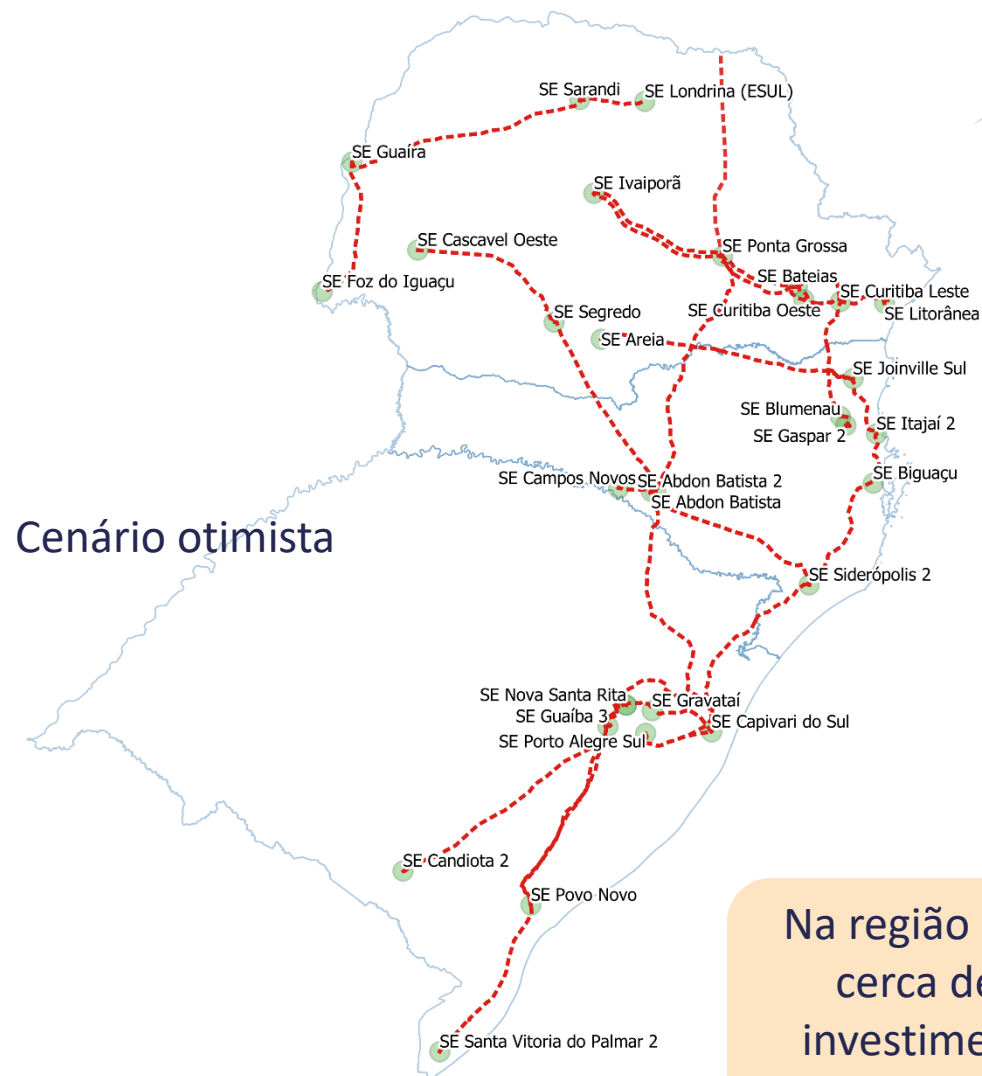 SE Sarandi
SE Londrina (ESUL)
SE Guaíra
SE Ivaiporã
SE Cascavel Oeste
SE Ponta Grossa
SE Bateias
SE Foz do Iguaçu
SE Curitiba Leste
SE Curitiba Oeste
SE Litorânea
SE Segredo
SE Areia
SE Joinville Sul
SE Blumenau
SE Itajaí 2
SE Gaspar 2
SE Biguaçu
SE Campos Novos
SE Abdon Batista 2
SE Abdon Batista
Cenário otimista
SE Siderópolis 2
SE Nova Santa Rita
SE Gravataí
SE Guaíba 3
SE Capivari do Sul
SE Porto Alegre Sul
SE Candiota 2
SE Povo Novo
Na região
cerca de
investime
SE Santa Vitoria do Palmar 2